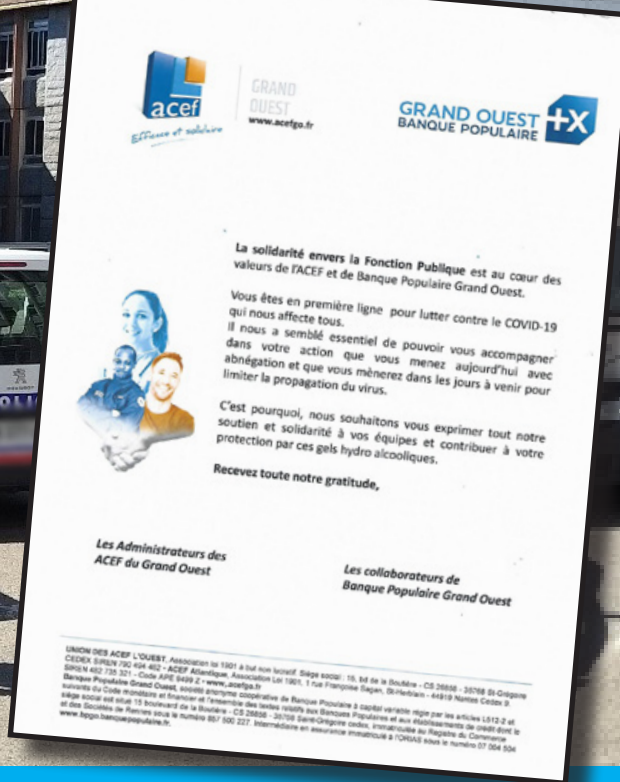 acef
Efficace et solidaire
GRAND
OUEST
www.acefgo.fr
GRAND OUEST
BANQUE POPULAIRE
+X
La solidarité envers la Fonction Publique est au cœur des
valeurs de l'ACEF et de Banque Populaire Grand Ouest.
Vous êtes en première ligne pour lutter contre le COVID-19
qui nous affecte tous.
Il nous a semblé essentiel de pouvoir vous accompagner
dans votre action que vous menez aujourd'hui avec
abnégation et que vous mènerez dans les jours à venir pour
limiter la propagation du virus.
C'est pourquoi, nous souhaitons vous exprimer tout notre
soutien et solidarité à vos équipes et contribuer à votre
protection par ces gels hydro alcooliques.
Recevez toute notre gratitude,
Les Administrateurs des
ACEF du Grand Ouest
Les collaborateurs de
Banque Populaire Grand Ouest
UNION DES ACEF L'OUEST, Association loi 1901 à but non lucratif. Siège social : 15, bd de la Boutière - CS 26858 - 35768 St-Grégoire
CEDEX SIREN 790 494 462 - ACEF Atlantique, Association Loi 1901, 1 rue Françoise Sagan, St-Herblain - 44919 Nantes Cedex 9.
SIREN 482 735 321 - Code APE 9499 Z - www.acefgo.fr
Banque Populaire Grand Ouest, société anonyme coopérative de Banque Populaire à capital variable régie par les articles L512-2 et
suivants du Code monétaire et financier et l'ensemble des textes relatifs aux Banques Populaires et aux établissements de crédit dont le
siège social est situé 15 boulevard de la Boutière - CS 26858 - 35768 Saint-Grégoire cedex, immatriculée au Registre du Commerce
et des Sociétés de Rennes sous le numéro 857 500 227. Intermédiaire en assurance immatriculé à l'ORIAS sous le numéro 07 004 504
www.bpgo.banquepopulaire.fr.